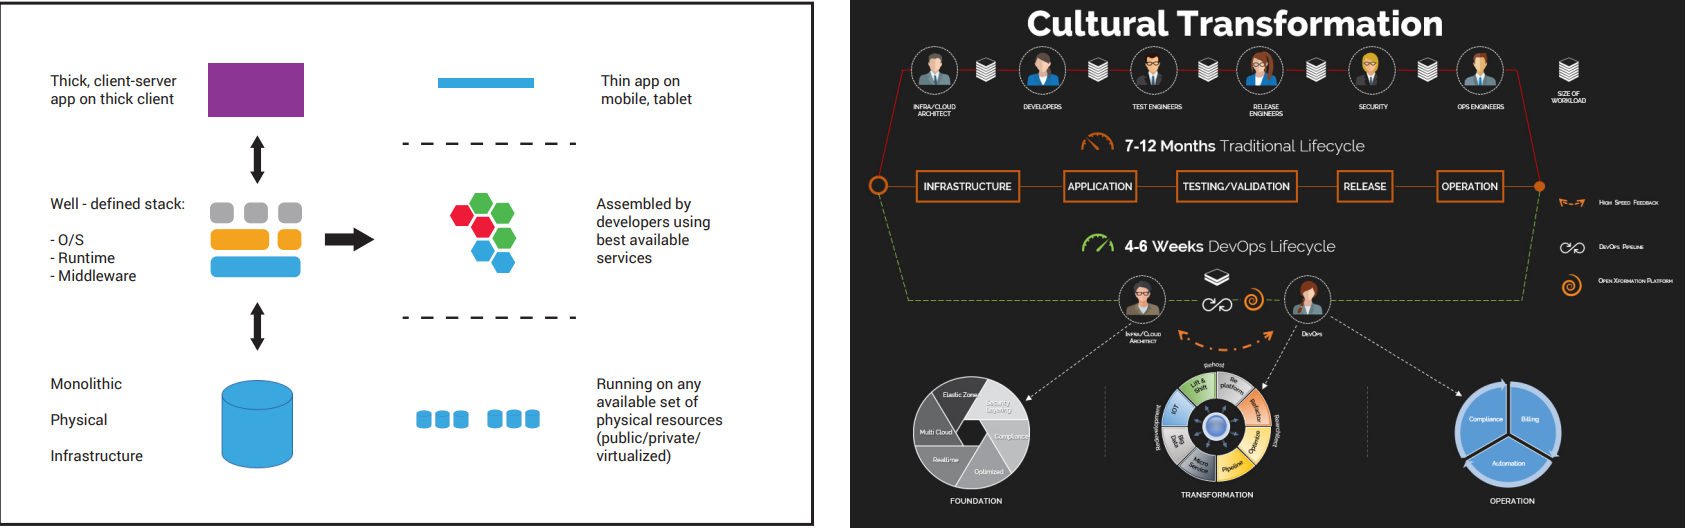 Thick, client-server
app on thick client
Thin app on
mobile, tablet
Well - defined stack:
- O/S
- Runtime
- Middleware
Assembled by
developers using
best available
services
Monolithic
Physical
Infrastructure
Running on any
available set of
physical resources
(public/private/
virtualized)
Cultural Transformation
INFRA/CLOUD
ARCHITECT
DEVELOPERS
TEST ENGINEERS
RELEASE
ENGINEERS
SECURITY
OPS ENGINEERS
SIZE OF
WORKLOAD
7-12 Months Traditional Lifecycle
INFRASTRUCTURE
APPLICATION
TESTING/VALIDATION
RELEASE
OPERATION
High Speed Feedback
4-6 Weeks DevOps Lifecycle
DevOps Pipeline
Open Xformation Platform
Infra/Cloud
Architect
DevOps
Elastic Zone
Security
Layering
Multi Cloud
Compliance
Realtime
Optimized
FOUNDATION
Rehost
Lift &
Shift
Re
platform
IOT
Refactor
Redevelopment
Rearchitect
Big
Data
Optimize
Micro
Service
Pipeline
TRANSFORMATION
Compliance
Billing
Automation
OPERATION